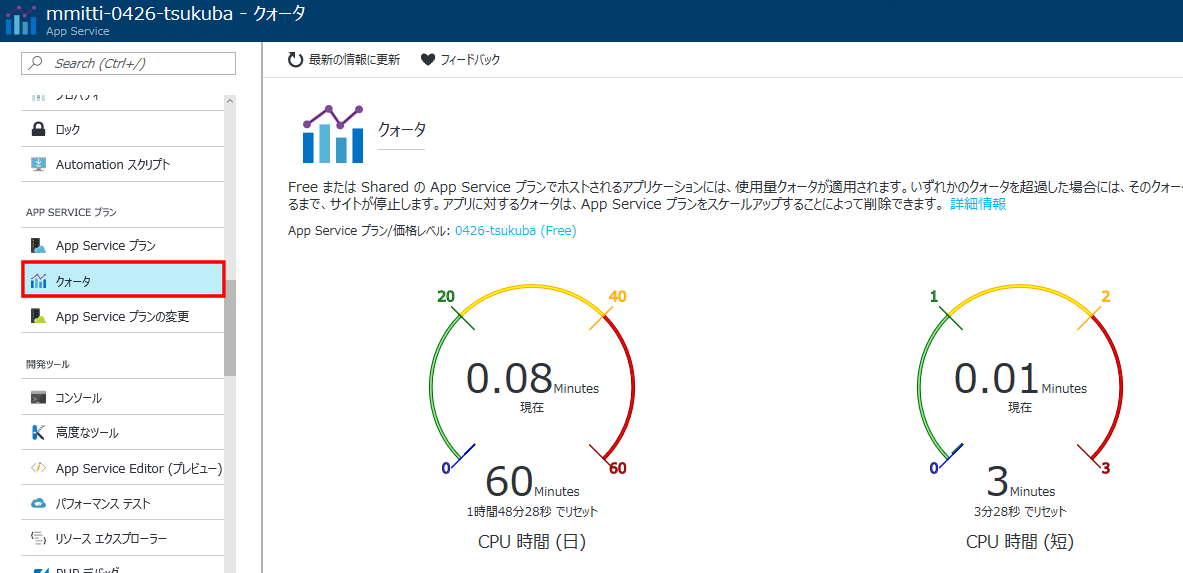 mmitti-0426-tsukuba - クォータ
App Service
Search (Ctrl+/)
最新の情報に更新
フィードバック
プロパティ
ロック
Automation スクリプト
APP SERVICE プラン
App Service プラン
クォータ
App Service プランの変更
開発ツール
コンソール
高度なツール
App Service Editor (プレビュー)
パフォーマンス テスト
リソース エクスプローラー
PHP デバッグ
クォータ
Free または Shared の App Service プランでホストされるアプリケーションには、使用量クォータが適用されます。いずれかのクォータを超過した場合には、そのクォー
るまで、サイトが停止します。アプリに対するクォータは、App Service プランをスケールアップすることによって削除できます。 詳細情報
App Service プラン/価格レベル: 0426-tsukuba (Free)
20
40
0.08 Minutes
現在
0
60
60 Minutes
1時間48分28秒 でリセット
CPU 時間 (日)
1
2
0.01 Minutes
現在
0
3
3 Minutes
3分28秒 でリセット
CPU 時間 (短)